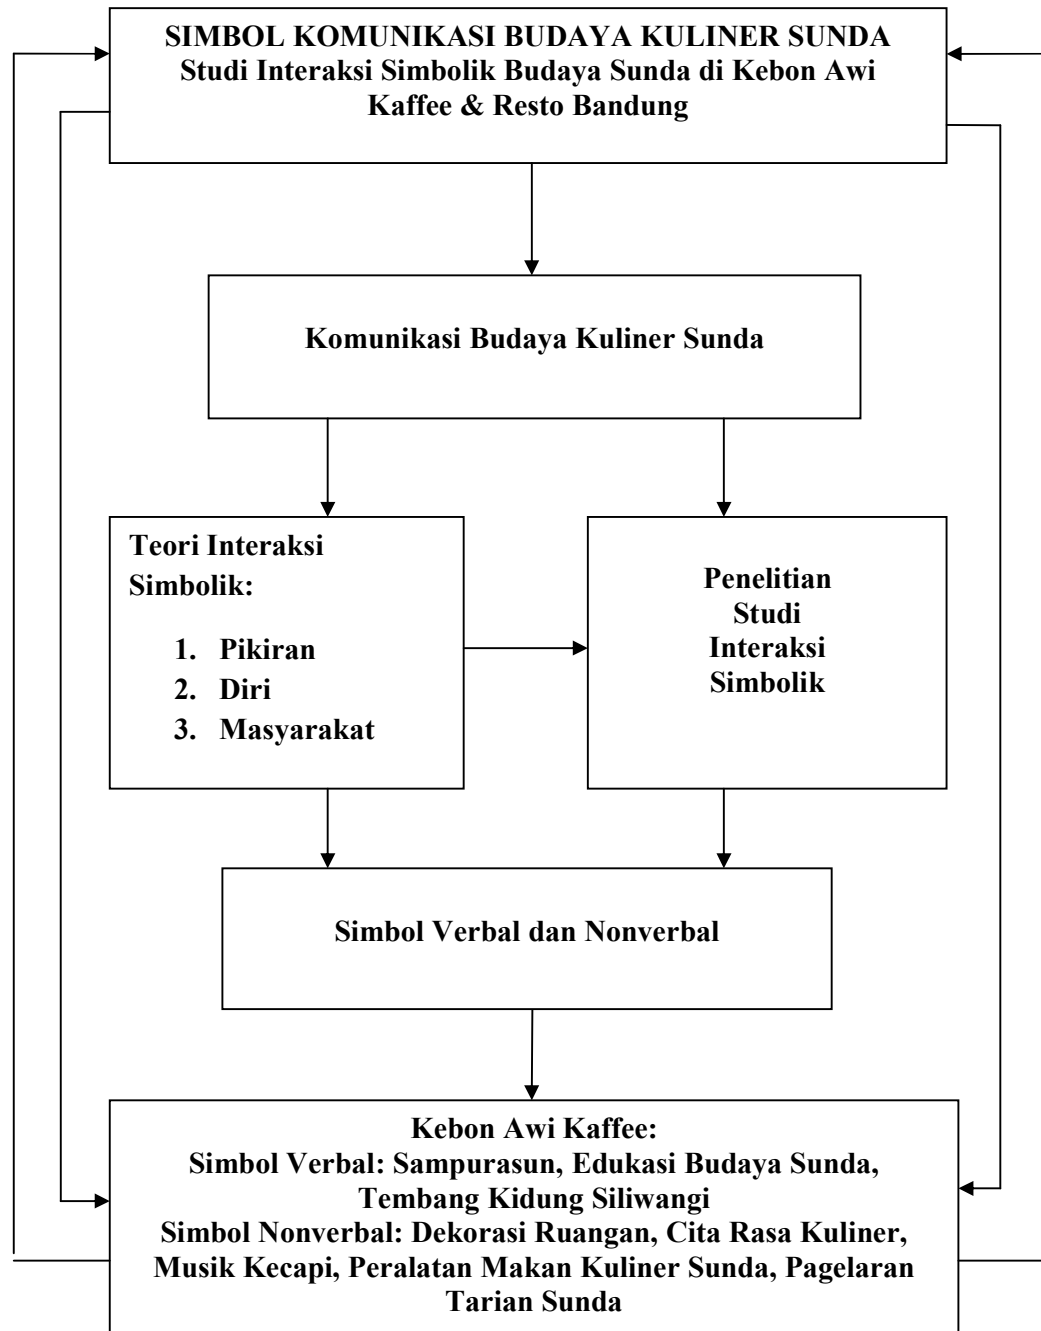 SIMBOL KOMUNIKASI BUDAYA KULINER SUNDA
Studi Interaksi Simbolik Budaya Sunda di Kebon Awi
Kaffee & Resto Bandung
Komunikasi Budaya Kuliner Sunda
Teori Interaksi
Simbolik:
1. Pikiran
2. Diri
3. Masyarakat
Penelitian
Studi
Interaksi
Simbolik
Simbol Verbal dan Nonverbal
Kebon Awi Kaffee:
Simbol Verbal: Sampurasun, Edukasi Budaya Sunda,
Tembang Kidung Siliwangi
Simbol Nonverbal: Dekorasi Ruangan, Cita Rasa Kuliner,
Musik Kecapi, Peralatan Makan Kuliner Sunda, Pagelaran
Tarian Sunda